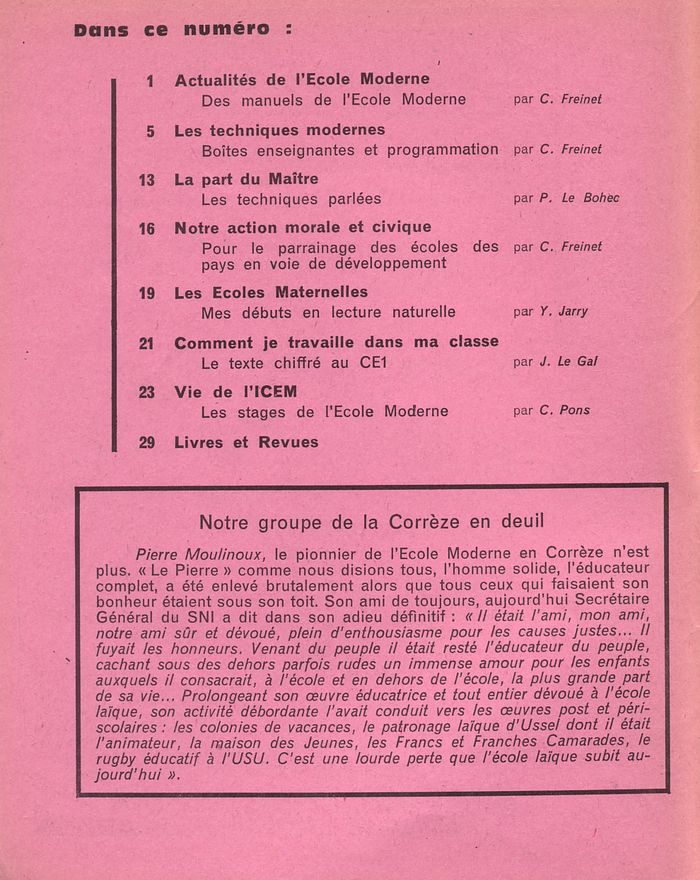 Dans ce numéro :
1 Actualités de l'Ecole Moderne
Des manuels de l'Ecole Moderne par C. Freinet
5 Les techniques modernes
Boîtes enseignantes et programmation par C. Freinet
13 La part du Maître
Les techniques parlées par P. Le Bohec
16 Notre action morale et civique
Pour le parrainage des écoles des par C. Freinet
pays en voie de développement
19 Les Ecoles Maternelles
Mes débuts en lecture naturelle par Y. Jarry
21 Comment je travaille dans ma classe
Le texte chiffré au CE1 par J. Le Gal
23 Vie de l'ICEM
Les stages de l'Ecole Moderne par C. Pons
29 Livres et Revues
Notre groupe de la Corrèze en deuil
Pierre Moulinoux, le pionnier de l'Ecole Moderne en Corrèze n'est
plus. « Le Pierre » comme nous disions tous, l'homme solide, l'éducateur
complet, a été enlevé brutalement alors que tous ceux qui faisaient son
bonheur étaient sous son toit. Son ami de toujours, aujourd'hui Secrétaire
Général du SNI a dit dans son adieu définitif : « Il était l'ami, mon ami,
notre ami sûr et dévoué, plein d'enthousiasme pour les causes justes... Il
fuyait les honneurs. Venant du peuple il était resté l'éducateur du peuple,
cachant sous des dehors parfois rudes un immense amour pour les enfants
auxquels il consacrait, à l'école et en dehors de l'école, la plus grande part
de sa vie... Prolongeant son œuvre éducatrice et tout entier dévoué à l'école
laïque, son activité débordante l'avait conduit vers les œuvres post et péri-
scolaires : les colonies de vacances, le patronage laïque d'Ussel dont il était
l'animateur, la maison des Jeunes, les Francs et Franches Camarades, le
rugby éducatif à l'USU. C'est une lourde perte que l'école laïque subit au-
jourd'hui ».